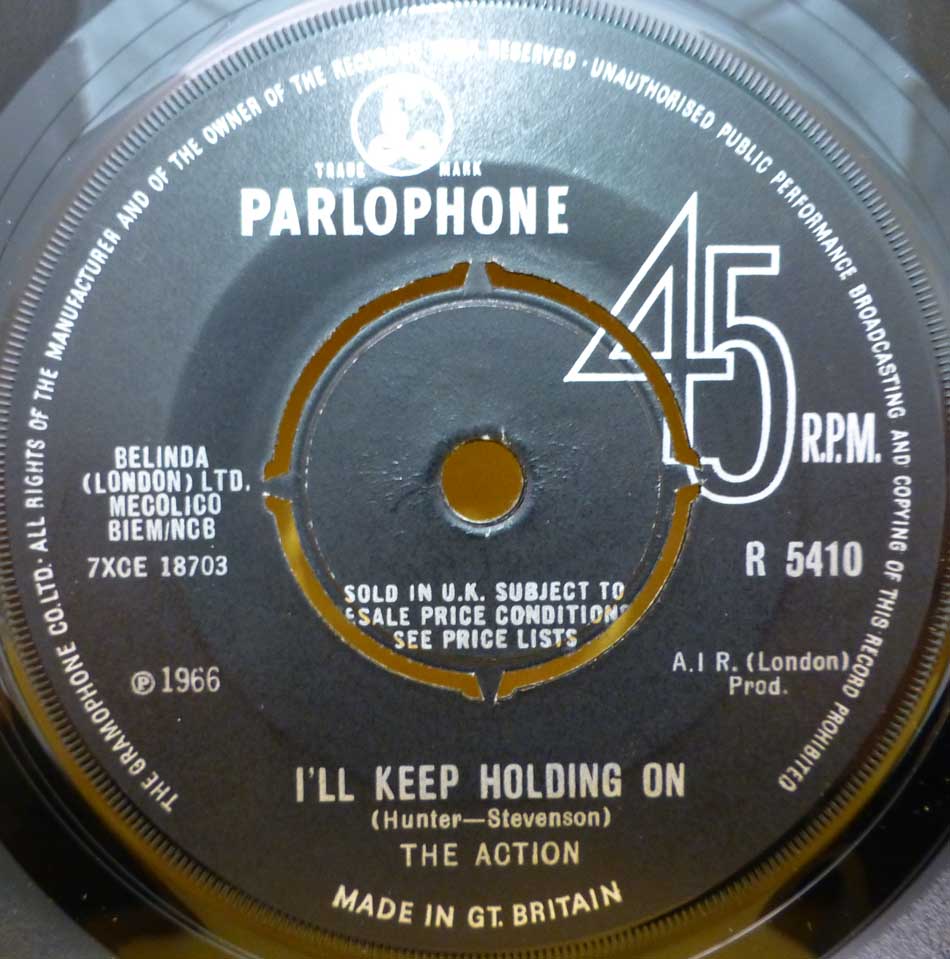 THE GRAMOPHONE CO.LTD. ALL RIGHTS OF THE MANUFACTURER AND OF THE OWNER OF THE RECORDED WORK RESERVED · UNAUTHORISED PUBLIC PERFORMANCE BROADCASTING AND COPYING OF THIS RECORD PROHIBITED
TRADE MARK
PARLOPHONE
45
R.P.M.
BELINDA
(LONDON) LTD.
MECOLICO
BIEM/NCB
7XCE 18703
R 5410
SOLD IN U.K. SUBJECT TO
ESALE PRICE CONDITIONS
SEE PRICE LISTS
℗ 1966
A.I R. (London)
Prod.
I'LL KEEP HOLDING ON
(Hunter—Stevenson)
THE ACTION
MADE IN GT. BRITAIN